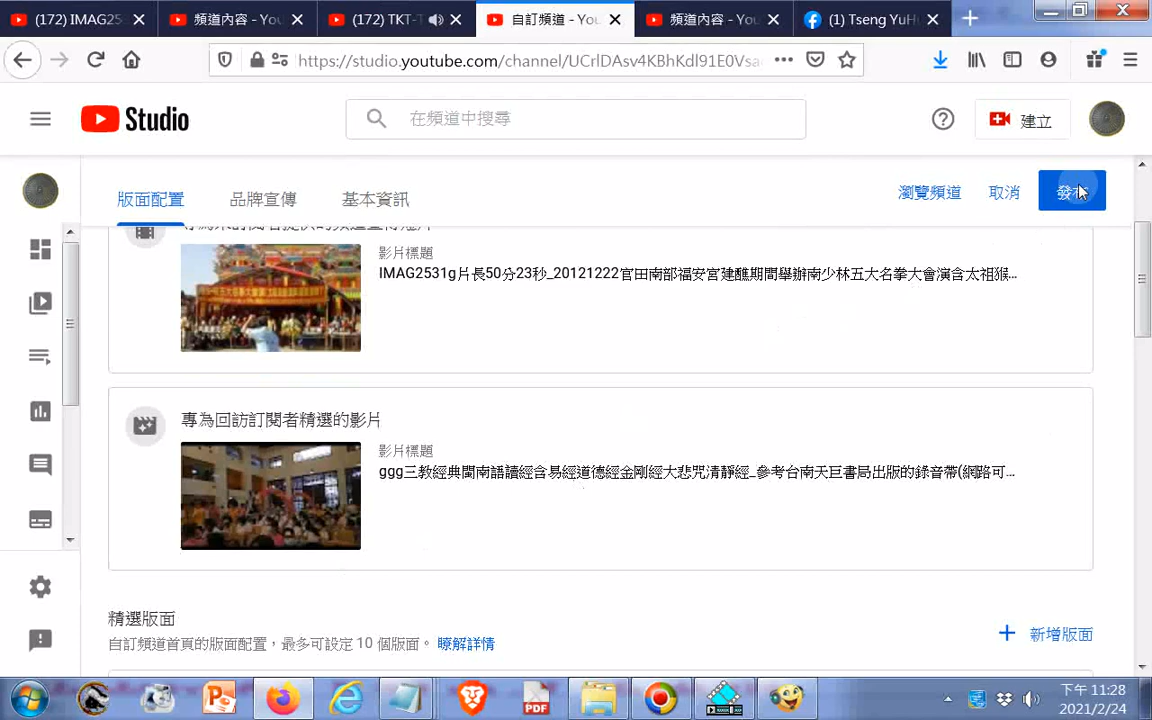 (172) IMAG25
頻道內容 - You
(172) TKT-T
自訂頻道 - You
頻道內容 - You
(1) Tseng YuH
https://studio.youtube.com/channel/UCrlDAsv4KBhKdl91E0Vsa
Studio
在頻道中搜尋
建立
版面配置
品牌宣傳
基本資訊
瀏覽頻道
取消
影片標題
IMAG2531g片長50分23秒_20121222官田南部福安宮建醮期間舉辦南少林五大名拳大會演含太祖猴...
專為回訪訂閱者精選的影片
影片標題
ggg三教經典閩南語讀經含易經道德經金剛經大悲咒清靜經_參考台南天巨書局出版的錄音帶(網路可...
精選版面
自訂頻道首頁的版面配置，最多可設定 10 個版面。 瞭解詳情
新增版面
PDF
下午 11:28
2021/2/24